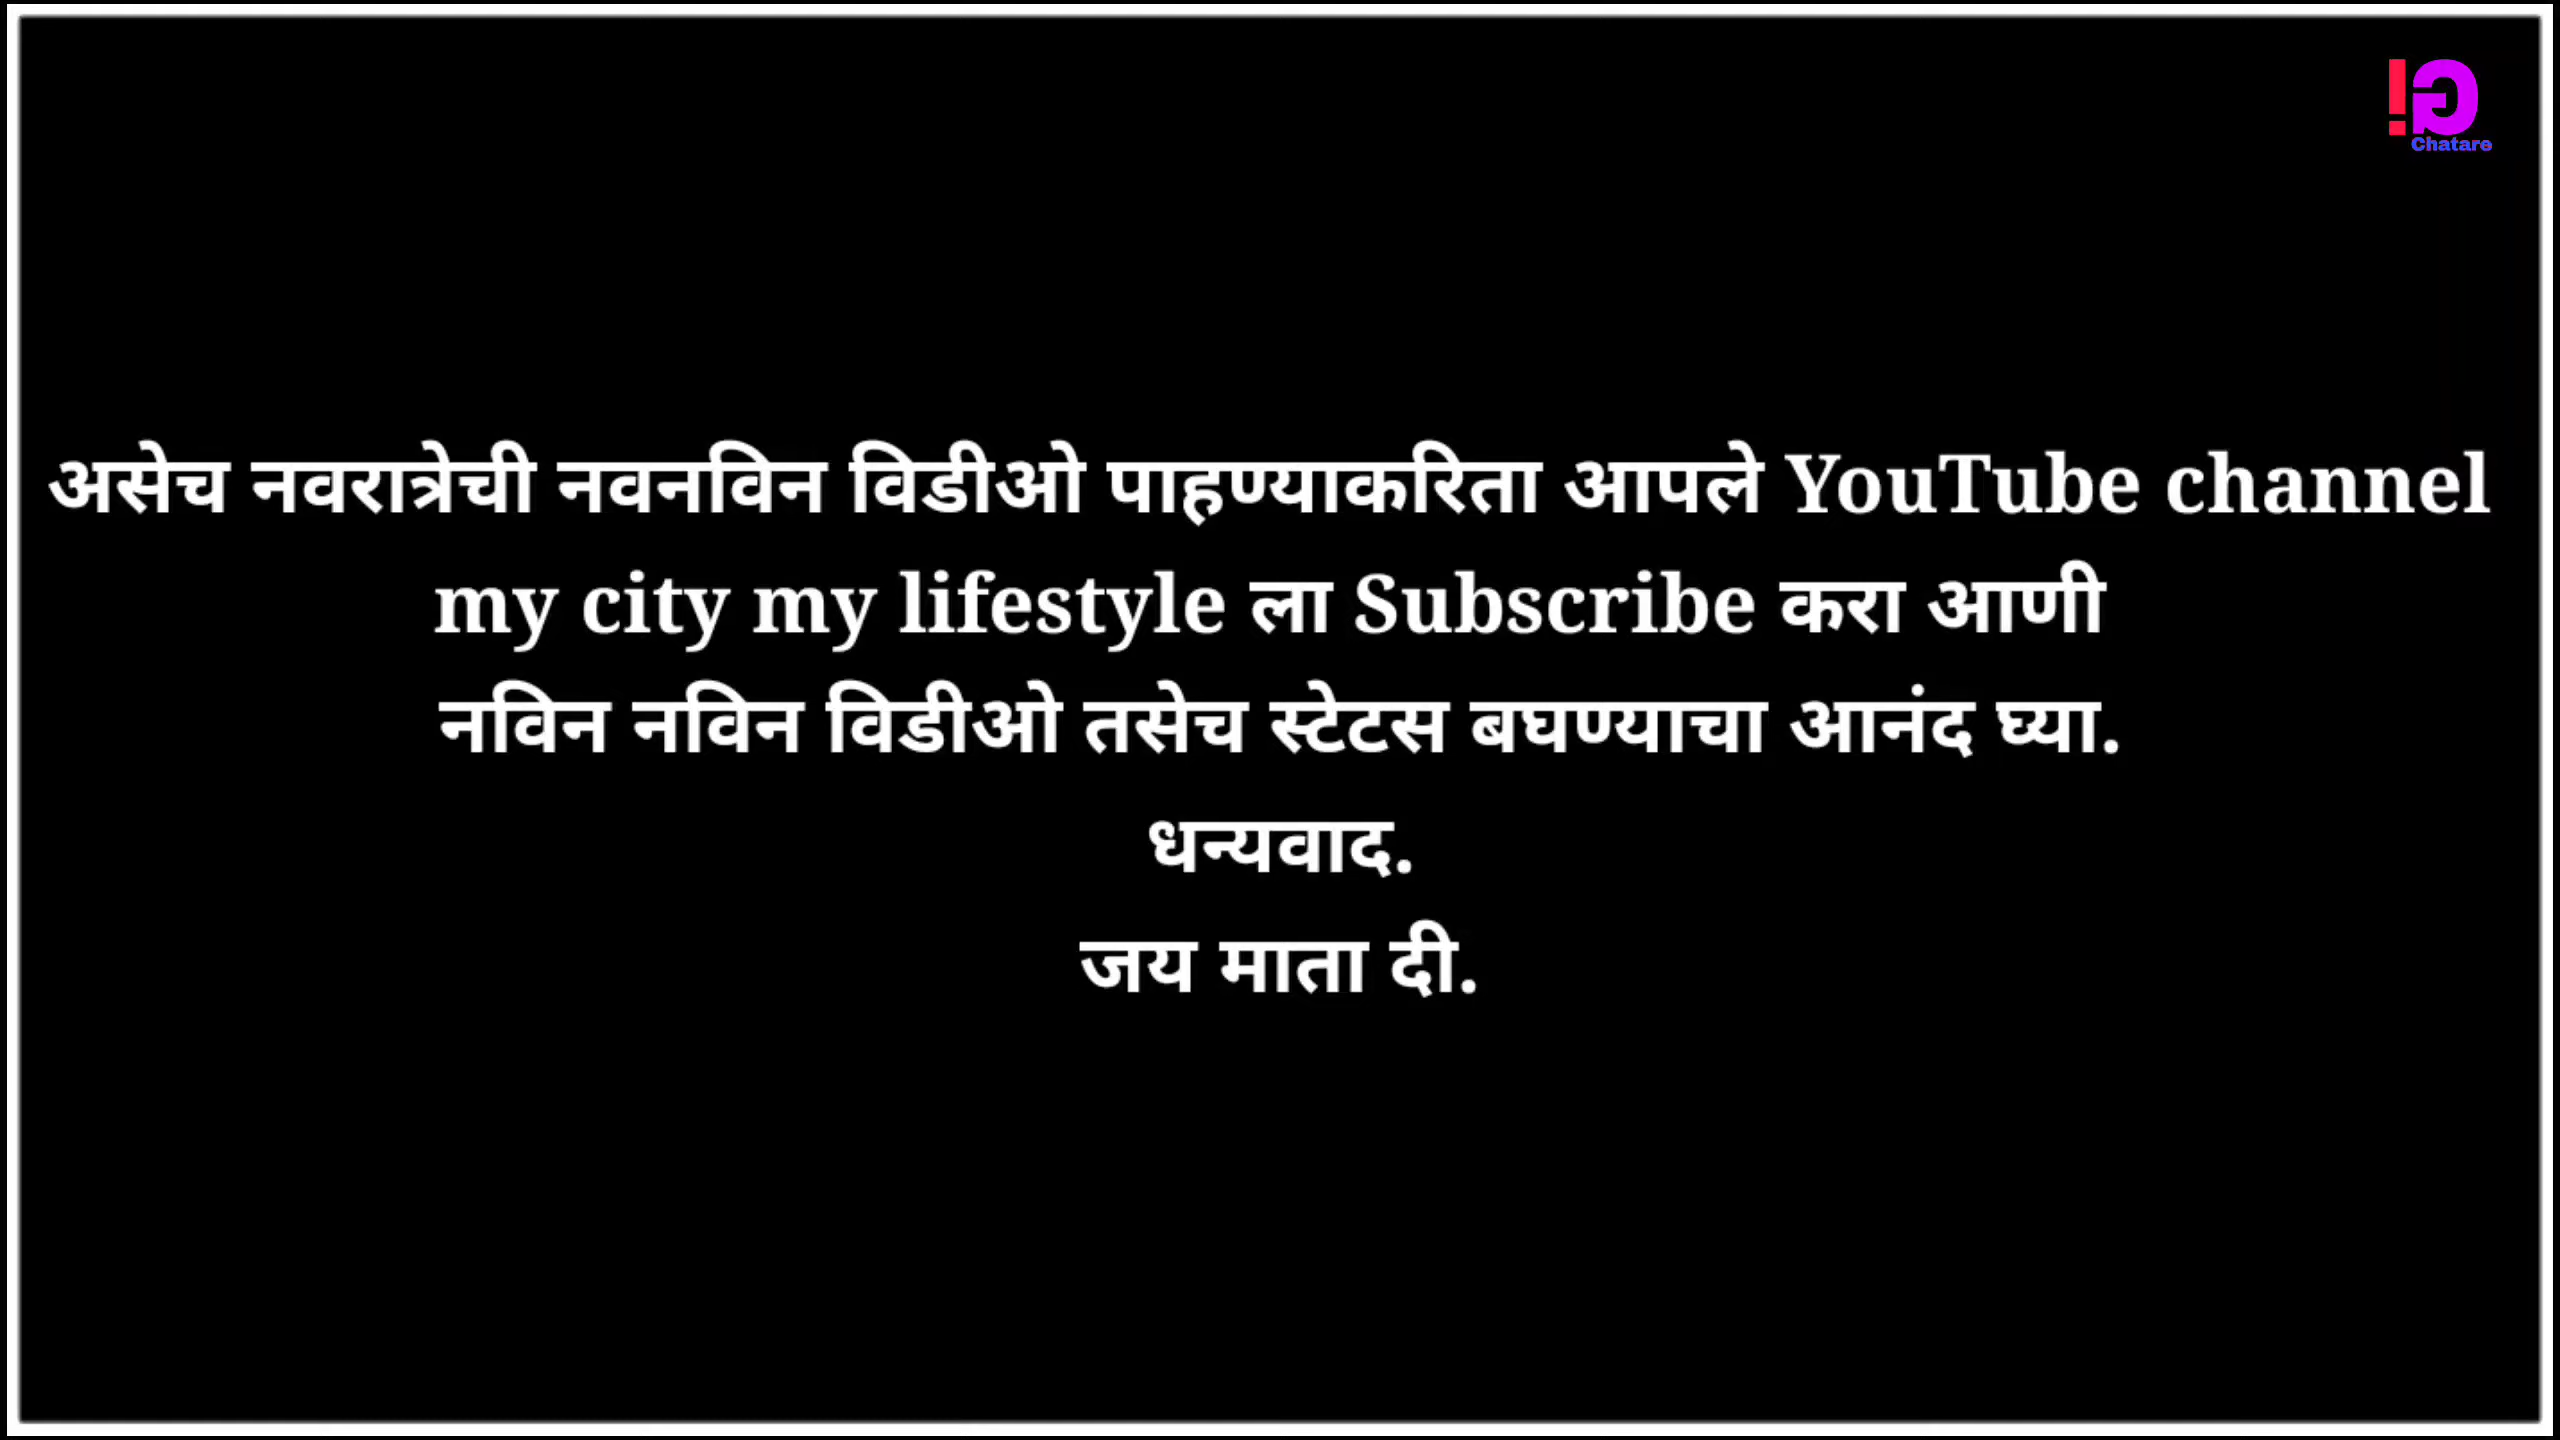 Chatare
असेच नवरात्रेची नवनविन विडीओ पाहण्याकरिता आपले YouTube channel
my city my lifestyle ला Subscribe करा आणी
नविन नविन विडीओ तसेच स्टेटस बघण्याचा आनंद घ्या.
धन्यवाद.
जय माता दी.